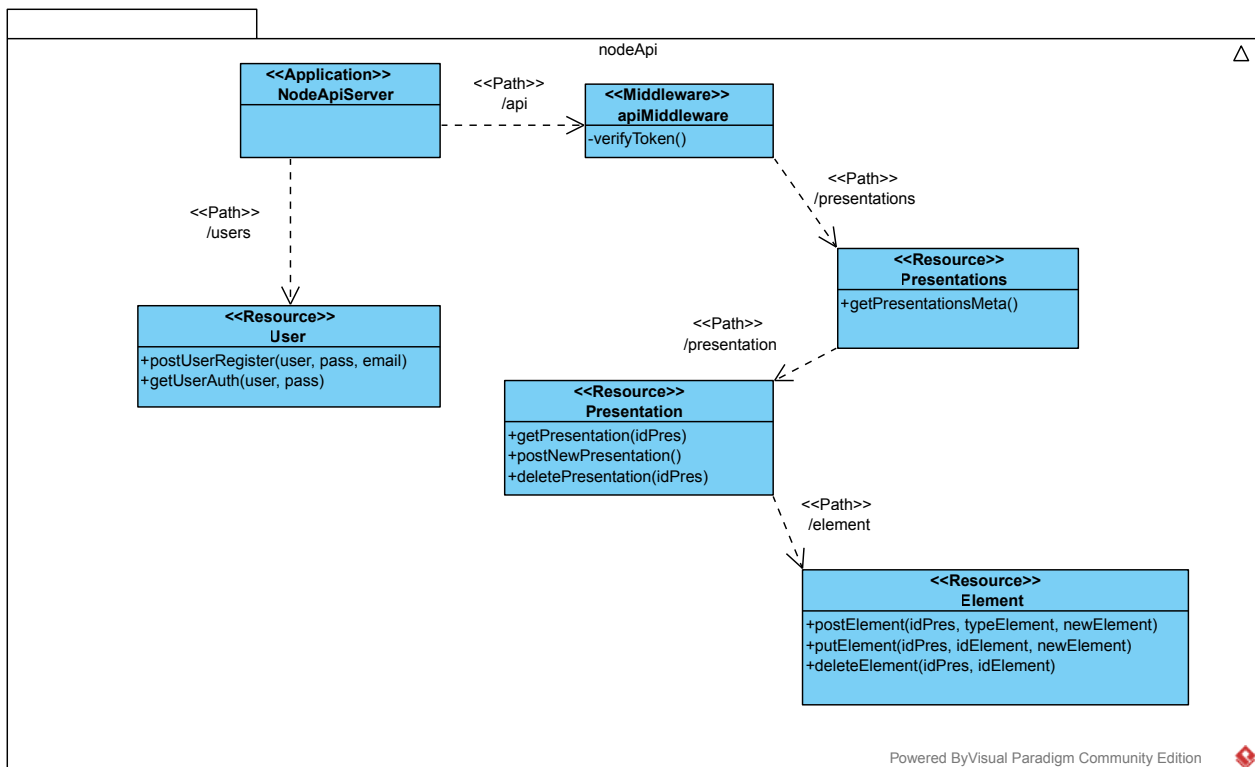 nodeApi
<<Application>>
NodeApiServer
<<Path>>
/api
<<Middleware>>
apiMiddleware
-verifyToken()
<<Path>>
/users
<<Path>>
/presentations
<<Resource>>
User
+postUserRegister(user, pass, email)
+getUserAuth(user, pass)
<<Resource>>
Presentations
+getPresentationsMeta()
<<Path>>
/presentation
<<Resource>>
Presentation
+getPresentation(idPres)
+postNewPresentation()
+deletePresentation(idPres)
<<Path>>
/element
<<Resource>>
Element
+postElement(idPres, typeElement, newElement)
+putElement(idPres, idElement, newElement)
+deleteElement(idPres, idElement)
Powered ByVisual Paradigm Community Edition